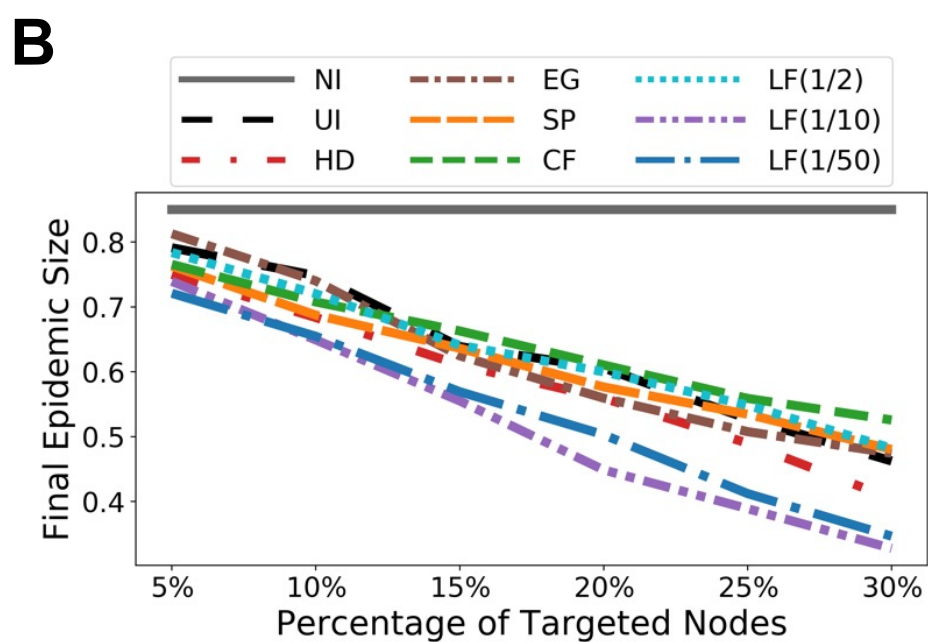 B
NI EG LF(1/2)
UI SP LF(1/10)
HD CF LF(1/50)
Final Epidemic Size
0.8
0.7
0.6
0.5
0.4
5% 10% 15% 20% 25% 30%
Percentage of Targeted Nodes